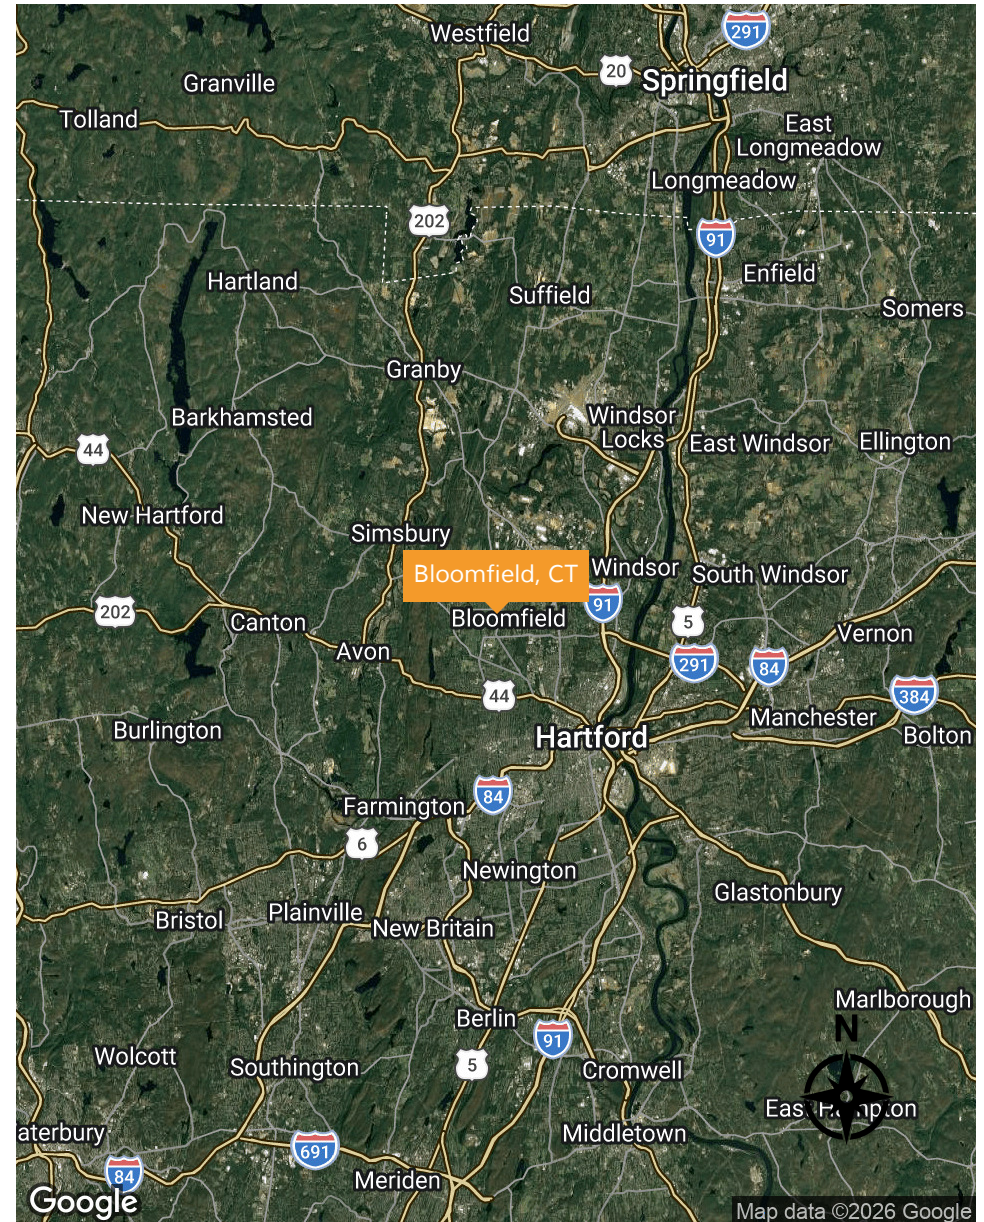 Westfield
291
20
Springfield
Granville
Tolland
East
Longmeadow
Longmeadow
202
91
Hartland
Enfield
Suffield
Somers
Granby
Barkhamsted
Windsor
Locks
East Windsor
Ellington
44
New Hartford
Simsbury
Bloomfield, CT
Windsor
South Windsor
91
202
Bloomfield
5
Canton
Vernon
Avon
291
84
44
384
Burlington
Manchester
Hartford
Bolton
84
Farmington
6
Newington
Glastonbury
Bristol
Plainville
New Britain
Marlborough
Berlin
N
91
Wolcott
Southington
5
Cromwell
East Hampton
aterbury
Middletown
691
84
Meriden
Google
Map data ©2026 Google